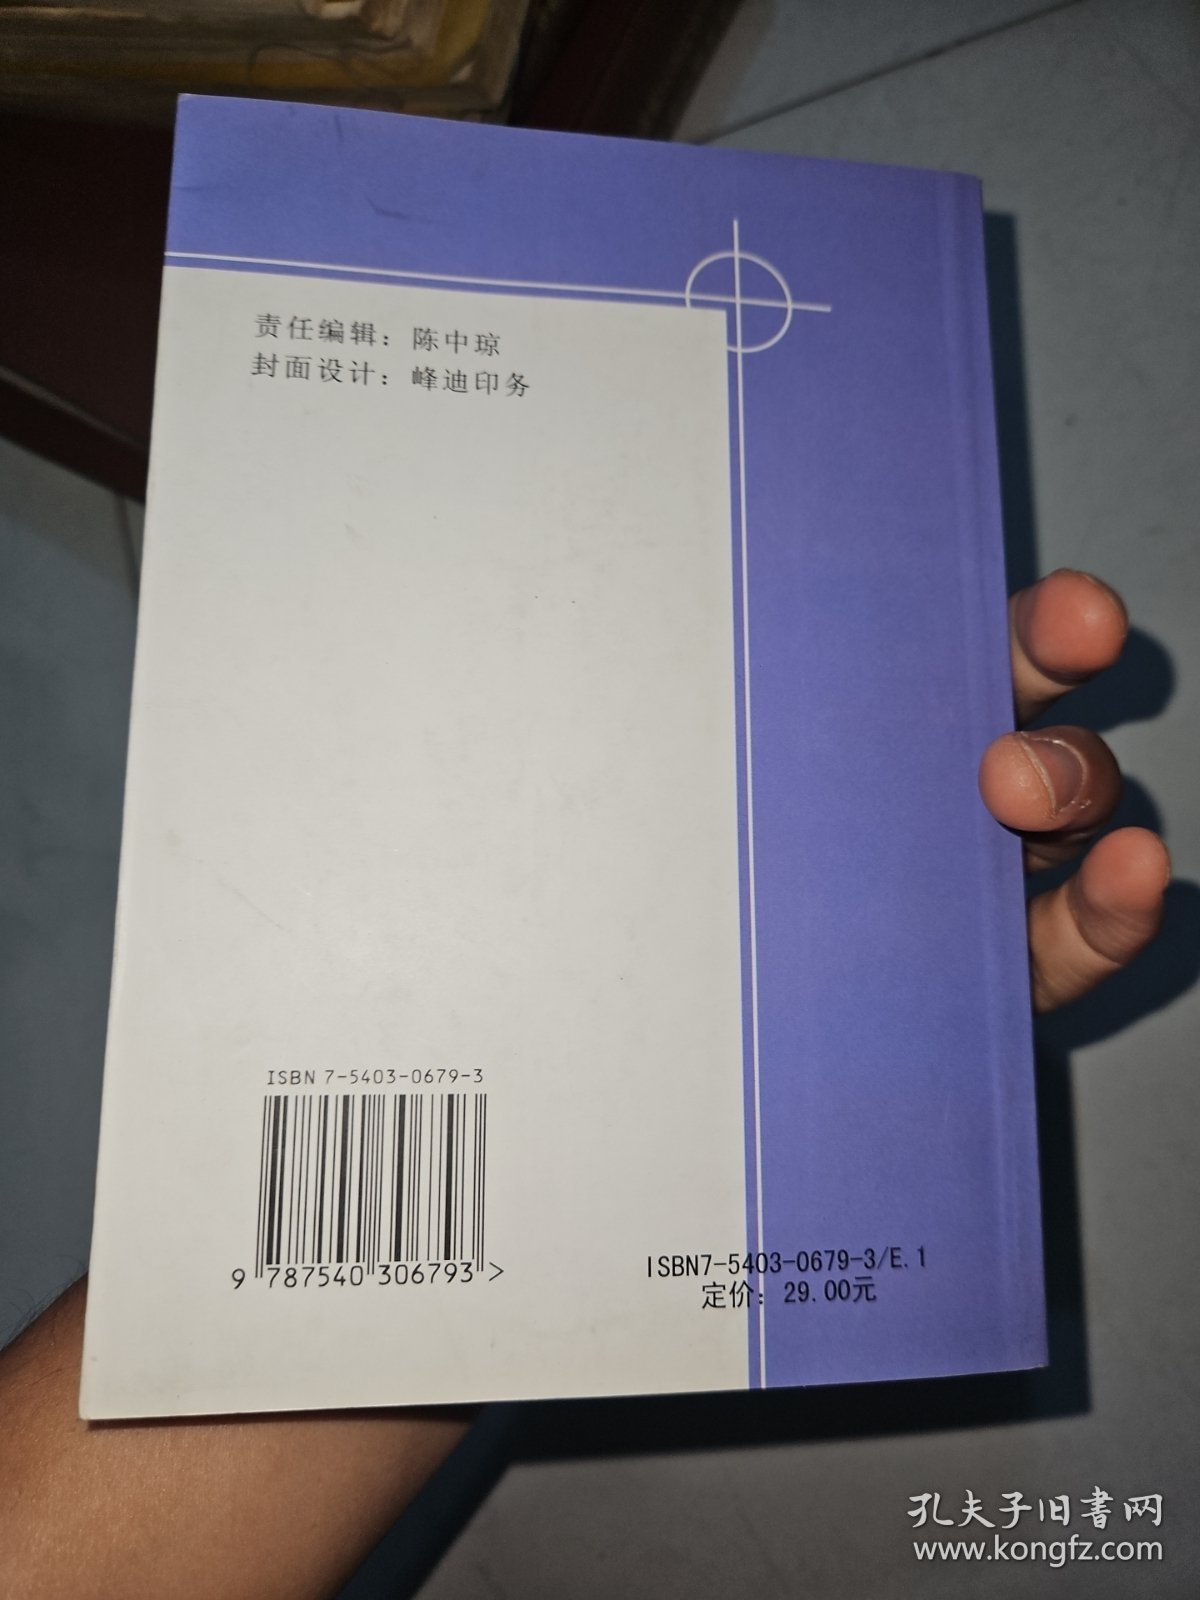 责任编辑：陈中琼
封面设计：峰迪印务
ISBN 7-5403-0679-3
9 787540 306793 >
ISBN7-5403-0679-3/E.1
定价：29.00元
孔夫子旧書网
www.kongfz.com